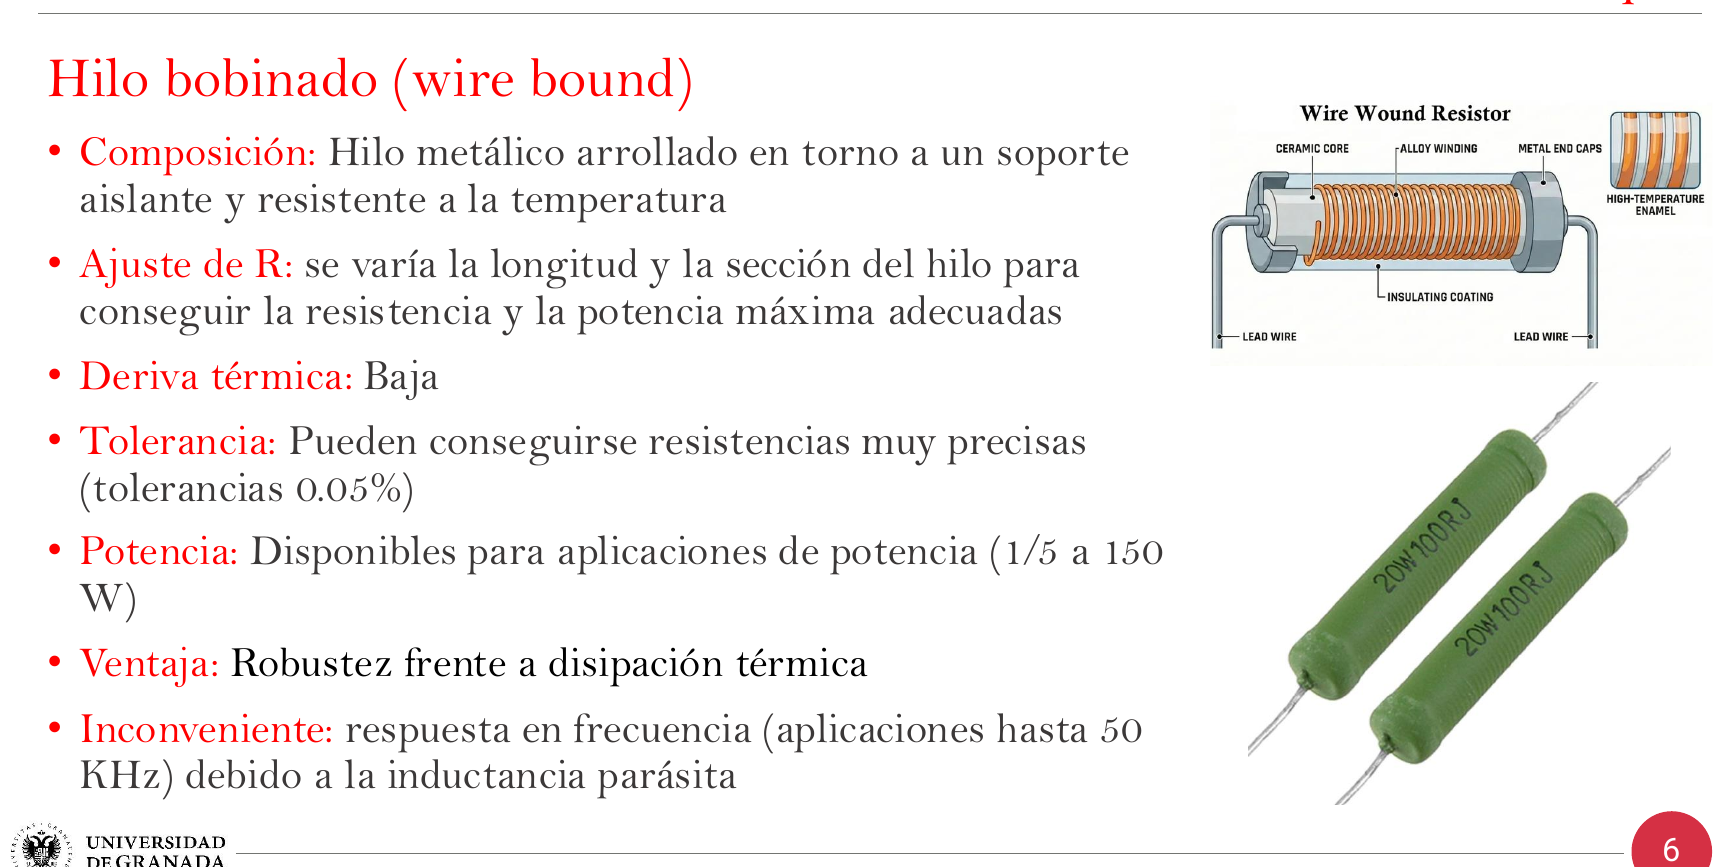 Hilo bobinado (wire bound)
• Composición: Hilo metálico arrollado en torno a un soporte
aislante y resistente a la temperatura
• Ajuste de R: se varía la longitud y la sección del hilo para
conseguir la resistencia y la potencia máxima adecuadas
• Deriva térmica: Baja
• Tolerancia: Pueden conseguirse resistencias muy precisas
(tolerancias 0.05%)
• Potencia: Disponibles para aplicaciones de potencia (1/5 a 150
W)
• Ventaja: Robustez frente a disipación térmica
• Inconveniente: respuesta en frecuencia (aplicaciones hasta 50
KHz) debido a la inductancia parásita
Wire Wound Resistor
CERAMIC CORE
ALLOY WINDING
METAL END CAPS
HIGH-TEMPERATURE
ENAMEL
INSULATING COATING
LEAD WIRE
LEAD WIRE
20W100RJ
20W100RJ
UNIVERSIDAD
DE GRANADA
6